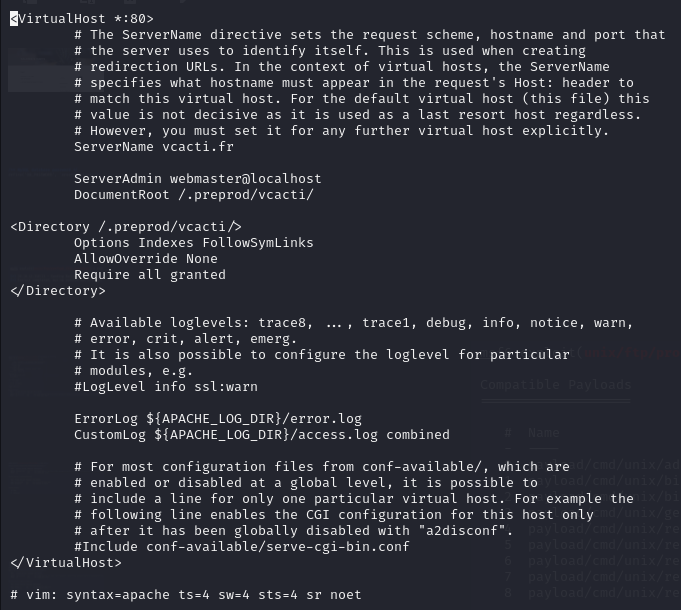 <VirtualHost *:80>
# The ServerName directive sets the request scheme, hostname and port that
# the server uses to identify itself. This is used when creating
# redirection URLs. In the context of virtual hosts, the ServerName
# specifies what hostname must appear in the request's Host: header to
# match this virtual host. For the default virtual host (this file) this
# value is not decisive as it is used as a last resort host regardless.
# However, you must set it for any further virtual host explicitly.
ServerName vcacti.fr
ServerAdmin webmaster@localhost
DocumentRoot /.preprod/vcacti/
<Directory /.preprod/vcacti/>
Options Indexes FollowSymLinks
AllowOverride None
Require all granted
</Directory>
# Available loglevels: trace8, ..., trace1, debug, info, notice, warn,
# error, crit, alert, emerg.
# It is also possible to configure the loglevel for particular
# modules, e.g.
#LogLevel info ssl:warn
Compatible Payloads
ErrorLog ${APACHE_LOG_DIR}/error.log
CustomLog ${APACHE_LOG_DIR}/access.log combined
# Name
# For most configuration files from conf-available/, which are
# enabled or disabled at a global level, it is possible to
# include a line for only one particular virtual host. For example the
# following line enables the CGI configuration for this host only
# after it has been globally disabled with "a2disconf".
#Include conf-available/serve-cgi-bin.conf
</VirtualHost>
# vim: syntax=apache ts=4 sw=4 sts=4 sr noet